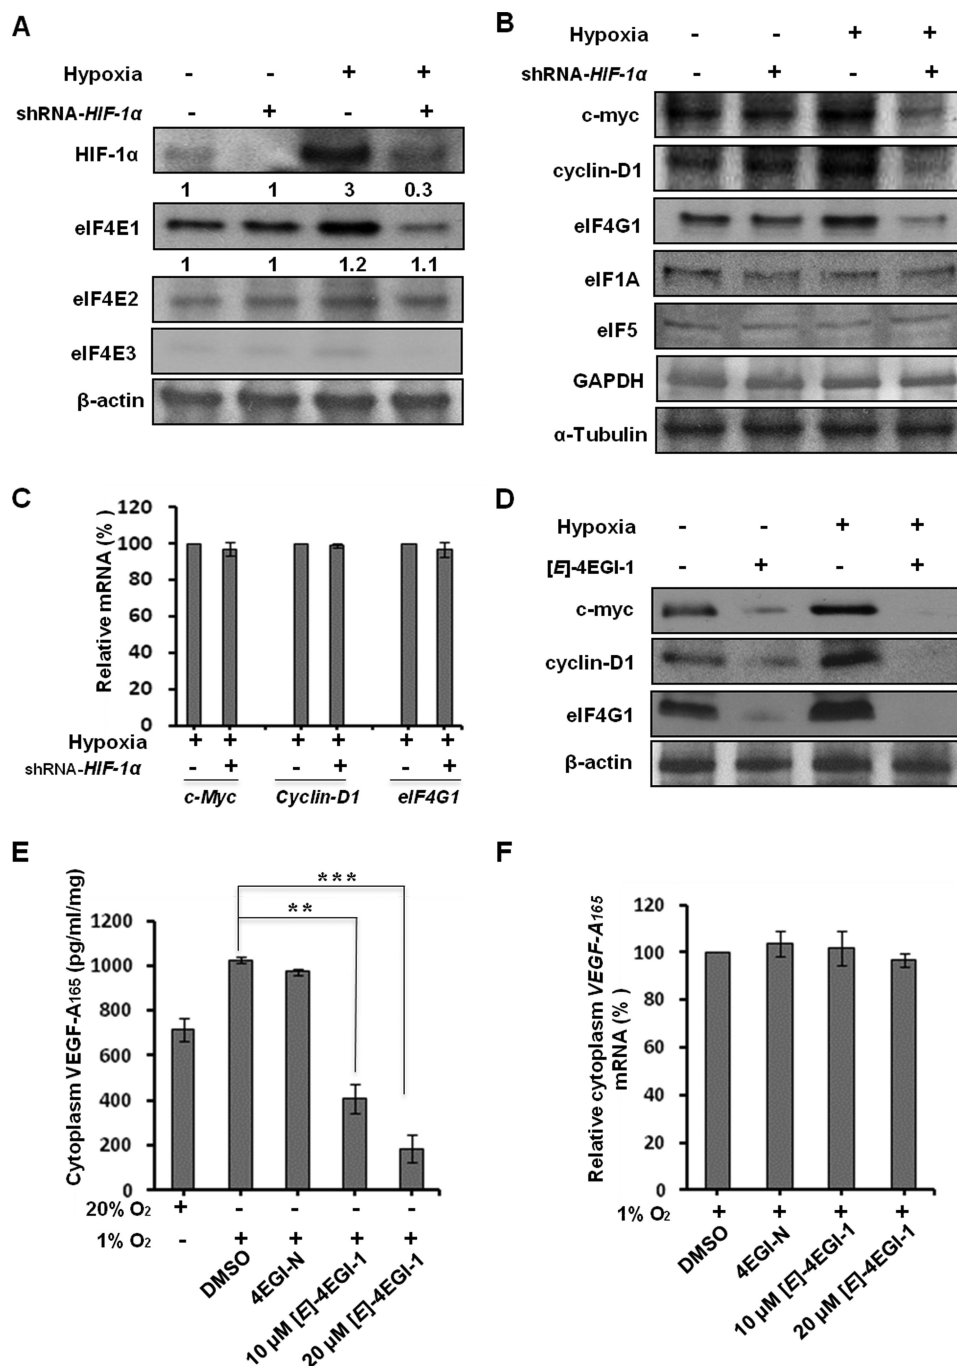 A
Hypoxia - - + +
shRNA-HIF-1α - + - +
HIF-1α
1 1 3 0.3
eIF4E1
1 1 1.2 1.1
eIF4E2
eIF4E3
β-actin
B
Hypoxia - - + +
shRNA-HIF-1α - + - +
c-myc
cyclin-D1
eIF4G1
eIF1A
eIF5
GAPDH
α-Tubulin
C
Relative mRNA (%)
120
100
80
60
40
20
0
Hypoxia + + + + + +
shRNA-HIF-1α - + - + - +
c-Myc Cyclin-D1 eIF4G1
D
Hypoxia - - + +
[E]-4EGI-1 - + - +
c-myc
cyclin-D1
eIF4G1
β-actin
E
Cytoplasm VEGF-A165 (pg/ml/mg)
***
**
1200
1000
800
600
400
200
0
20% O2 + - - - -
1% O2 - + + + +
DMSO
4EGI-N
10 µM [E]-4EGI-1
20 µM [E]-4EGI-1
F
Relative cytoplasm VEGF-A165
mRNA (%)
120
100
80
60
40
20
0
1% O2 + + + +
DMSO
4EGI-N
10 µM [E]-4EGI-1
20 µM [E]-4EGI-1